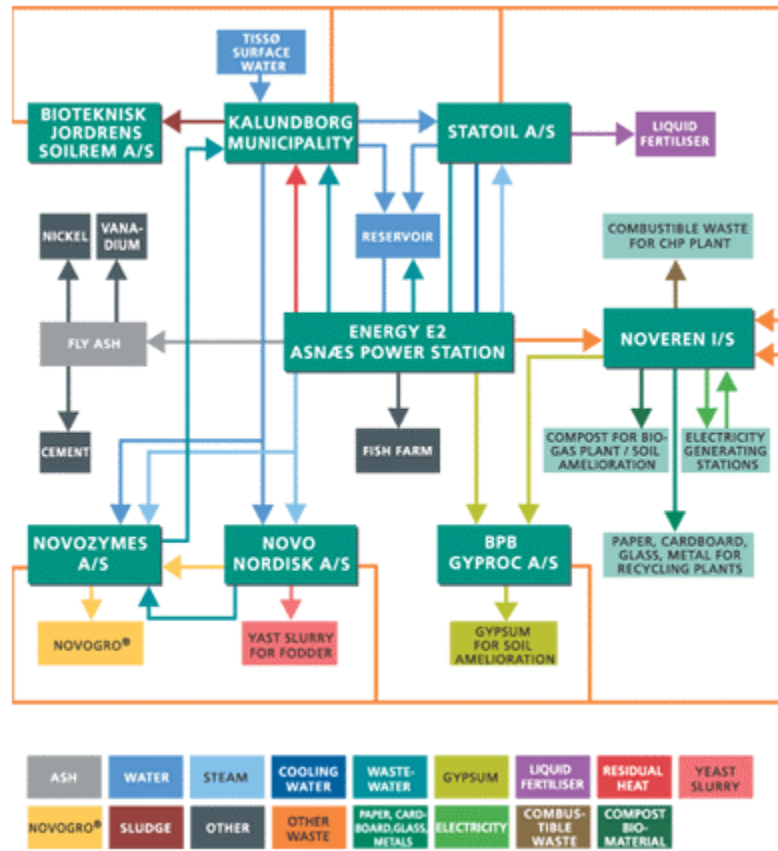 TISSØ
SURFACE
WATER
BIOTEKNISK
JORDRENS
SOILREM A/S
KALUNDBORG
MUNICIPALITY
STATOIL A/S
LIQUID
FERTILISER
NICKEL
VANA-
DIUM
RESERVOIR
COMBUSTIBLE WASTE
FOR CHP PLANT
FLY ASH
ENERGY E2
ASNÆS POWER STATION
NOVEREN I/S
CEMENT
FISH FARM
COMPOST FOR BIO-
GAS PLANT / SOIL
AMELIORATION
ELECTRICITY
GENERATING
STATIONS
NOVOZYMES
A/S
NOVO
NORDISK A/S
BPB
GYPROC A/S
PAPER, CARDBOARD,
GLASS, METAL FOR
RECYCLING PLANTS
NOVOGRO®
YAST SLURRY
FOR FODDER
GYPSUM
FOR SOIL
AMELIORATION
ASH
WATER
STEAM
COOLING
WATER
WASTE-
WATER
GYPSUM
LIQUID
FERTILISER
RESIDUAL
HEAT
YEAST
SLURRY
NOVOGRO®
SLUDGE
OTHER
OTHER
WASTE
PAPER, CARD-
BOARD,GLASS,
METALS
ELECTRICITY
COMBUS-
TIBLE
WASTE
COMPOST
BIO-
MATERIAL